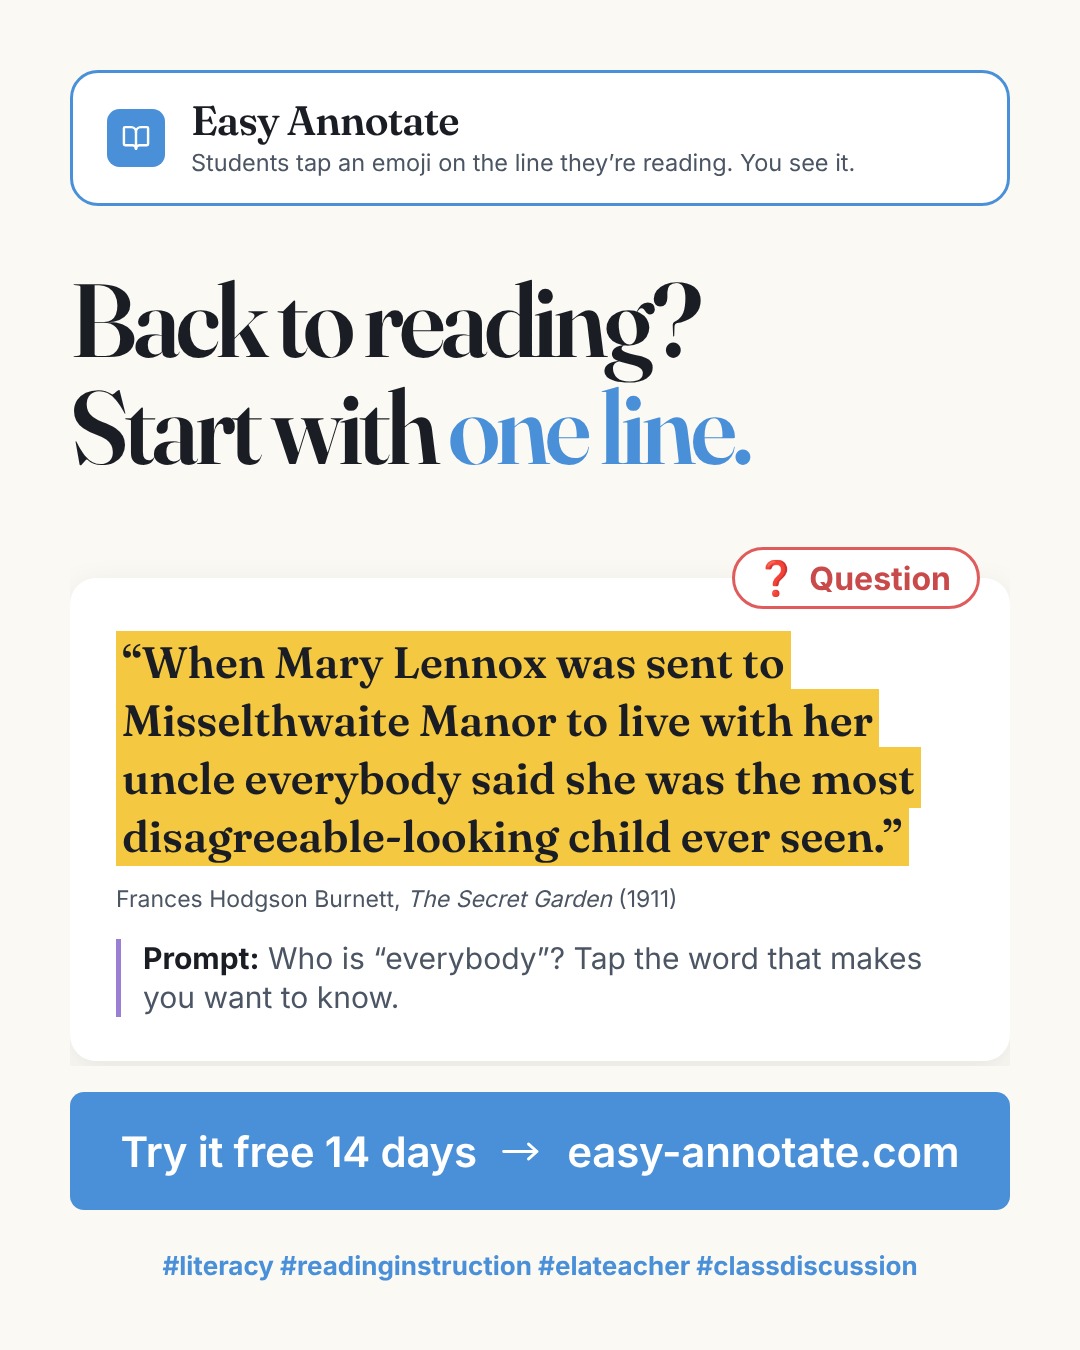 Easy Annotate
Students tap an emoji on the line they’re reading. You see it.
Back to reading?
Start with one line.
❓ Question
“When Mary Lennox was sent to
Misselthwaite Manor to live with her
uncle everybody said she was the most
disagreeable-looking child ever seen.”
Frances Hodgson Burnett, The Secret Garden (1911)
Prompt: Who is “everybody”? Tap the word that makes
you want to know.
Try it free 14 days → easy-annotate.com
#literacy #readinginstruction #elateacher #classdiscussion